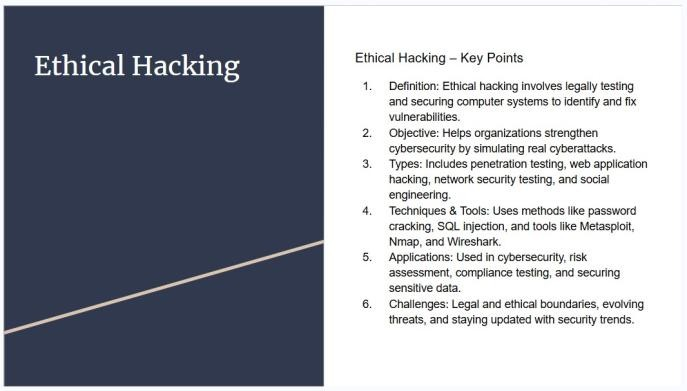 Ethical Hacking
Ethical Hacking – Key Points
1. Definition: Ethical hacking involves legally testing
and securing computer systems to identify and fix
vulnerabilities.
2. Objective: Helps organizations strengthen
cybersecurity by simulating real cyberattacks.
3. Types: Includes penetration testing, web application
hacking, network security testing, and social
engineering.
4. Techniques & Tools: Uses methods like password
cracking, SQL injection, and tools like Metasploit,
Nmap, and Wireshark.
5. Applications: Used in cybersecurity, risk
assessment, compliance testing, and securing
sensitive data.
6. Challenges: Legal and ethical boundaries, evolving
threats, and staying updated with security trends.